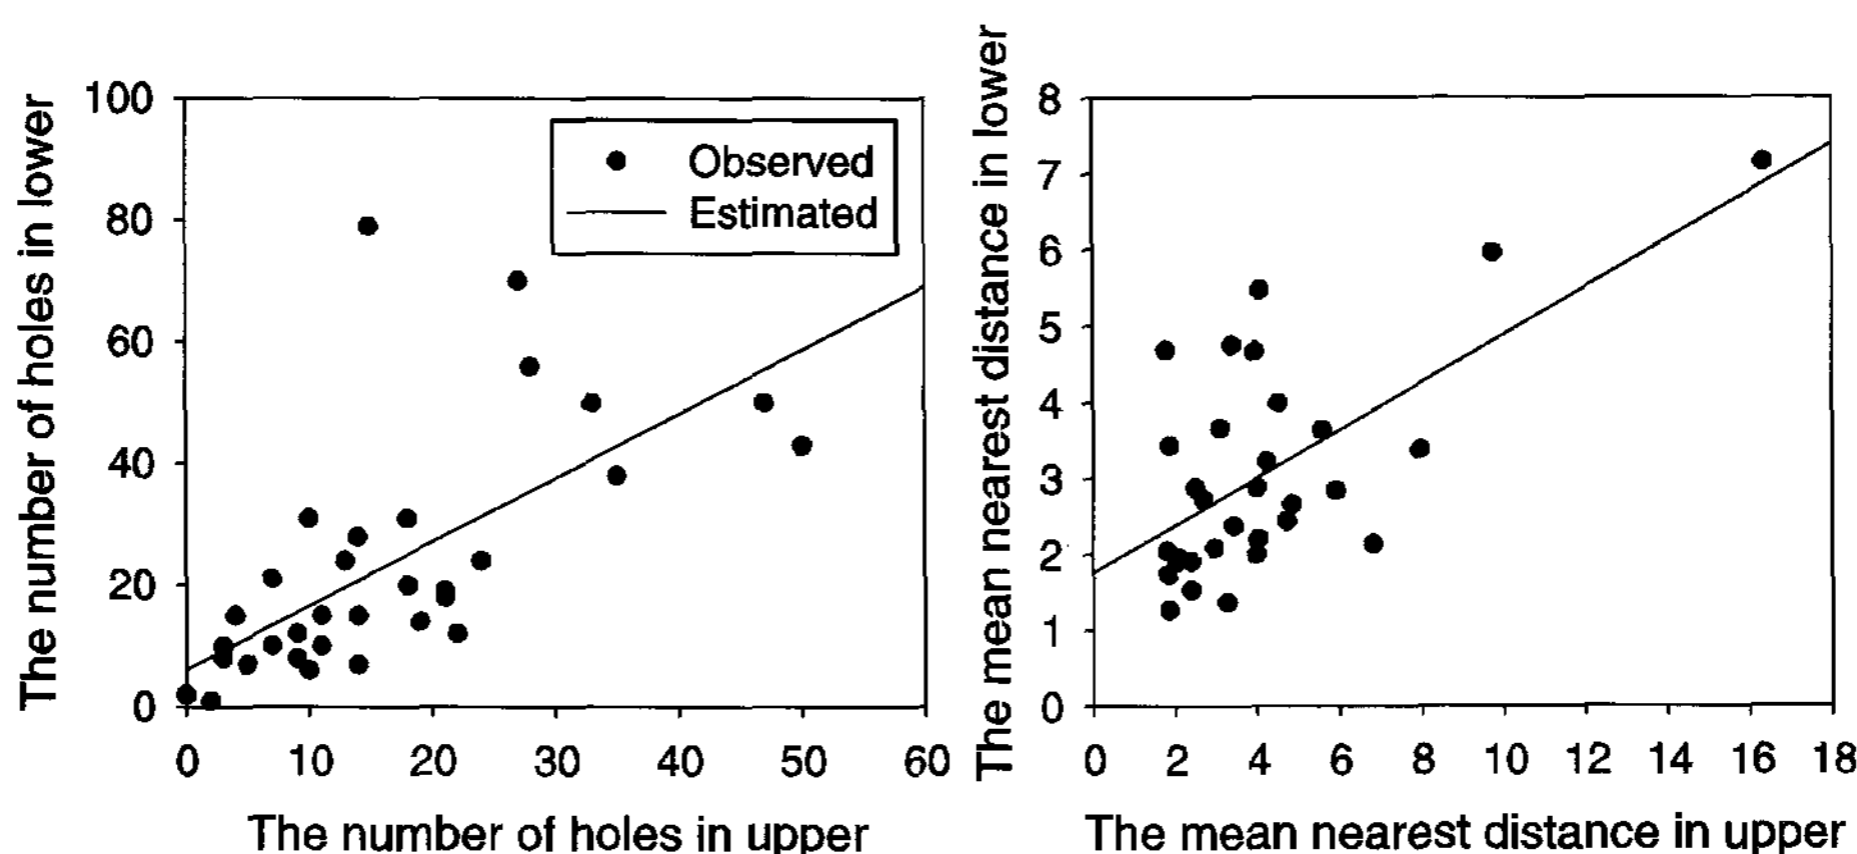 The number of holes in lower
100
80
60
40
20
0
Observed
Estimated
0 10 20 30 40 50 60
The number of holes in upper
The mean nearest distance in lower
8
7
6
5
4
3
2
1
0
0 2 4 6 8 10 12 14 16 18
The mean nearest distance in upper